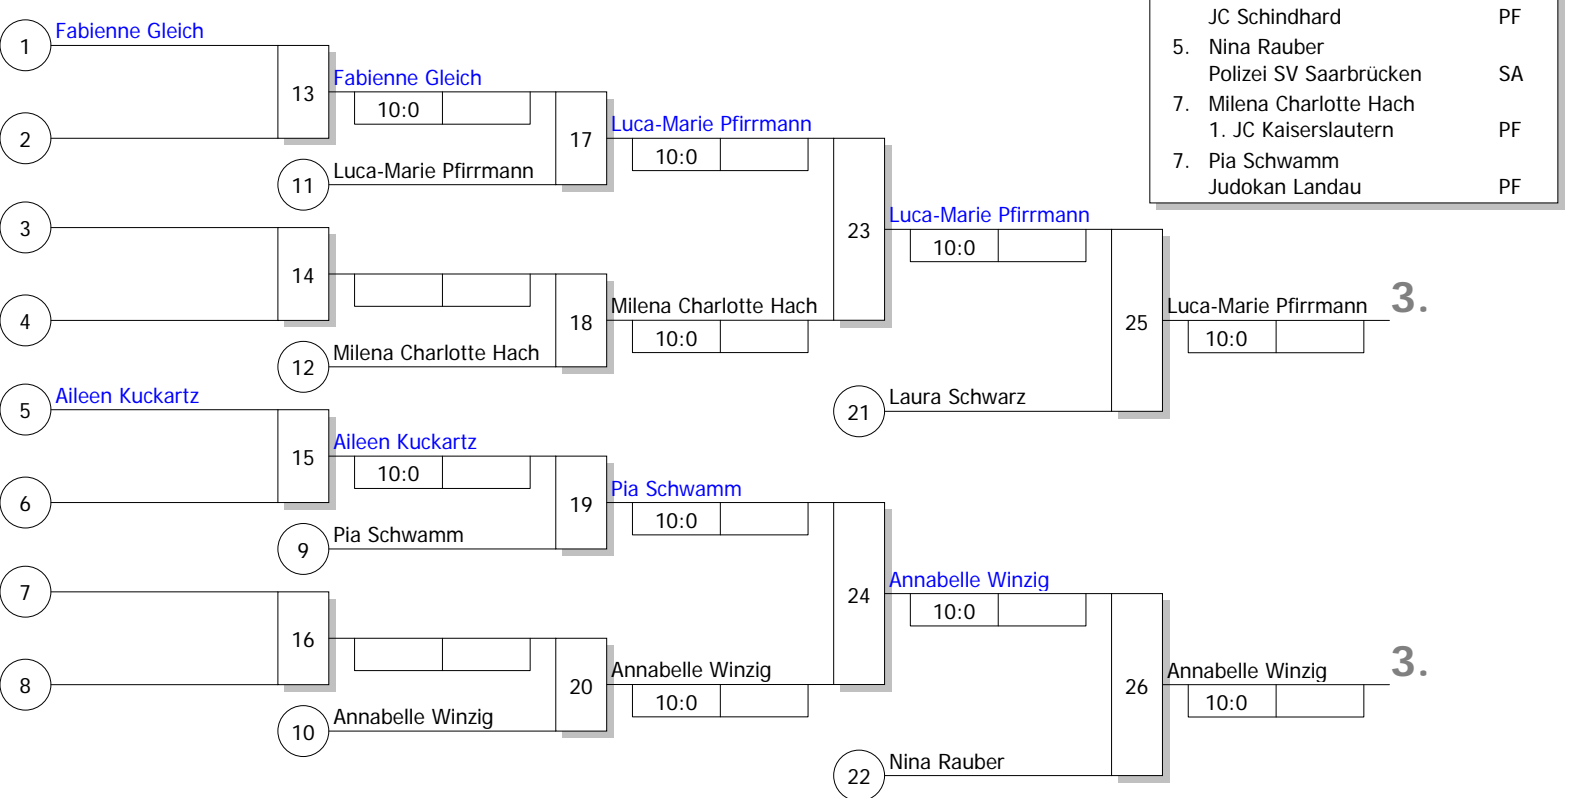 JC Schindhard PF
5. Nina Rauber
Polizei SV Saarbrücken SA
7. Milena Charlotte Hach
1. JC Kaiserslautern PF
7. Pia Schwamm
Judokan Landau PF
1 Fabienne Gleich
13
Fabienne Gleich
10:0
2
17
Luca-Marie Pfirrmann
10:0
11 Luca-Marie Pfirrmann
3
23
Luca-Marie Pfirrmann
10:0
14
4
18
Milena Charlotte Hach
10:0
12 Milena Charlotte Hach
25
Luca-Marie Pfirrmann 3.
10:0
5 Aileen Kuckartz
21 Laura Schwarz
15
Aileen Kuckartz
10:0
6
19
Pia Schwamm
10:0
9 Pia Schwamm
7
24
Annabelle Winzig
10:0
16
8
20
Annabelle Winzig
10:0
10 Annabelle Winzig
26
Annabelle Winzig 3.
10:0
22 Nina Rauber